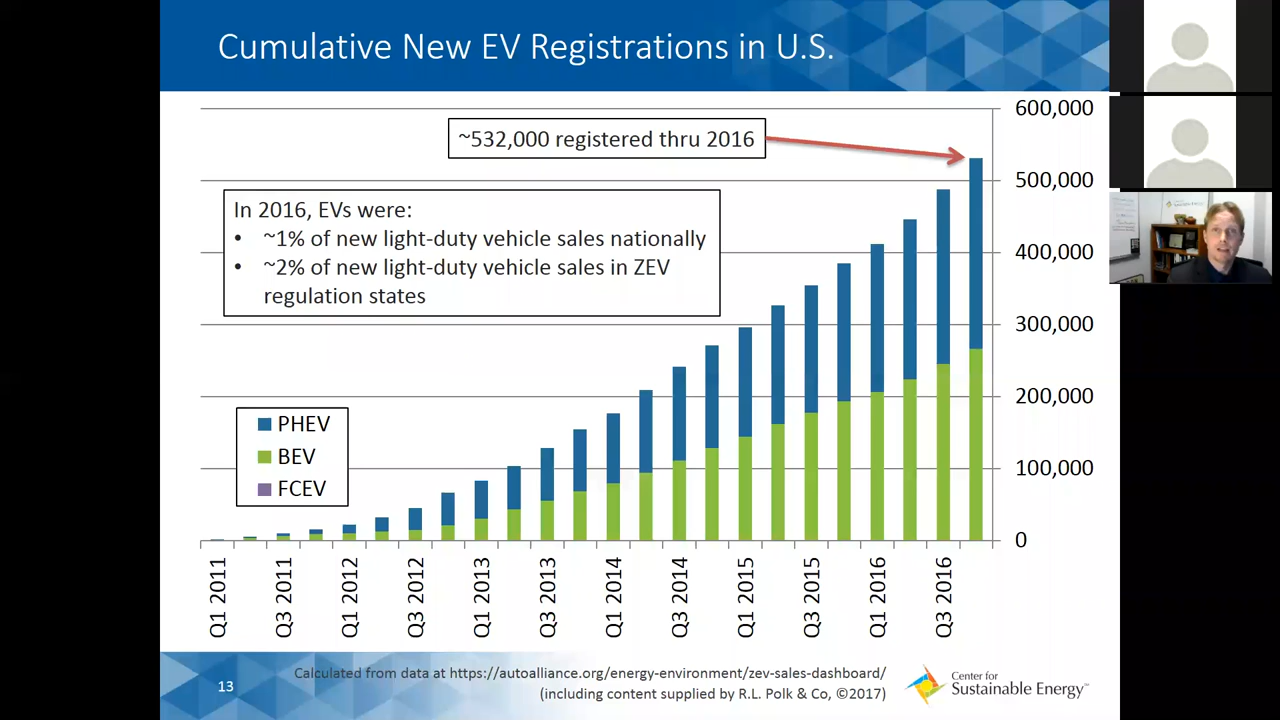 Cumulative New EV Registrations in U.S.
600,000
~532,000 registered thru 2016
500,000
In 2016, EVs were:
• ~1% of new light-duty vehicle sales nationally
• ~2% of new light-duty vehicle sales in ZEV
regulation states
400,000
300,000
200,000
PHEV
BEV
FCEV
100,000
0
Q1 2011
Q3 2011
Q1 2012
Q3 2012
Q1 2013
Q3 2013
Q1 2014
Q3 2014
Q1 2015
Q3 2015
Q1 2016
Q3 2016
13
Calculated from data at https://autoalliance.org/energy-environment/zev-sales-dashboard/
(including content supplied by R.L. Polk & Co, ©2017)
Center for
Sustainable Energy™